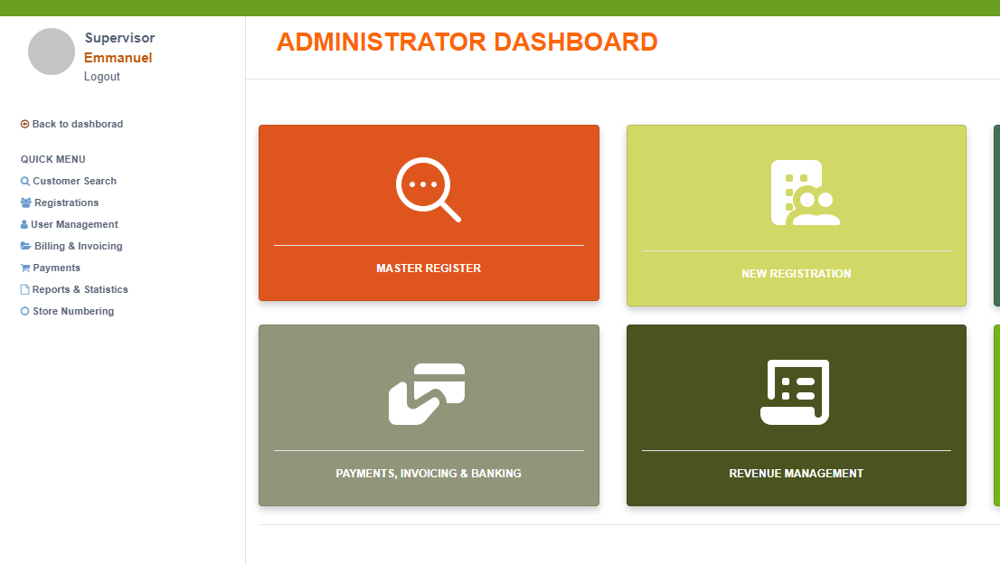 Supervisor
Emmanuel
Logout
Back to dashborad
QUICK MENU
Customer Search
Registrations
User Management
Billing & Invoicing
Payments
Reports & Statistics
Store Numbering
ADMINISTRATOR DASHBOARD
MASTER REGISTER
NEW REGISTRATION
PAYMENTS, INVOICING & BANKING
REVENUE MANAGEMENT